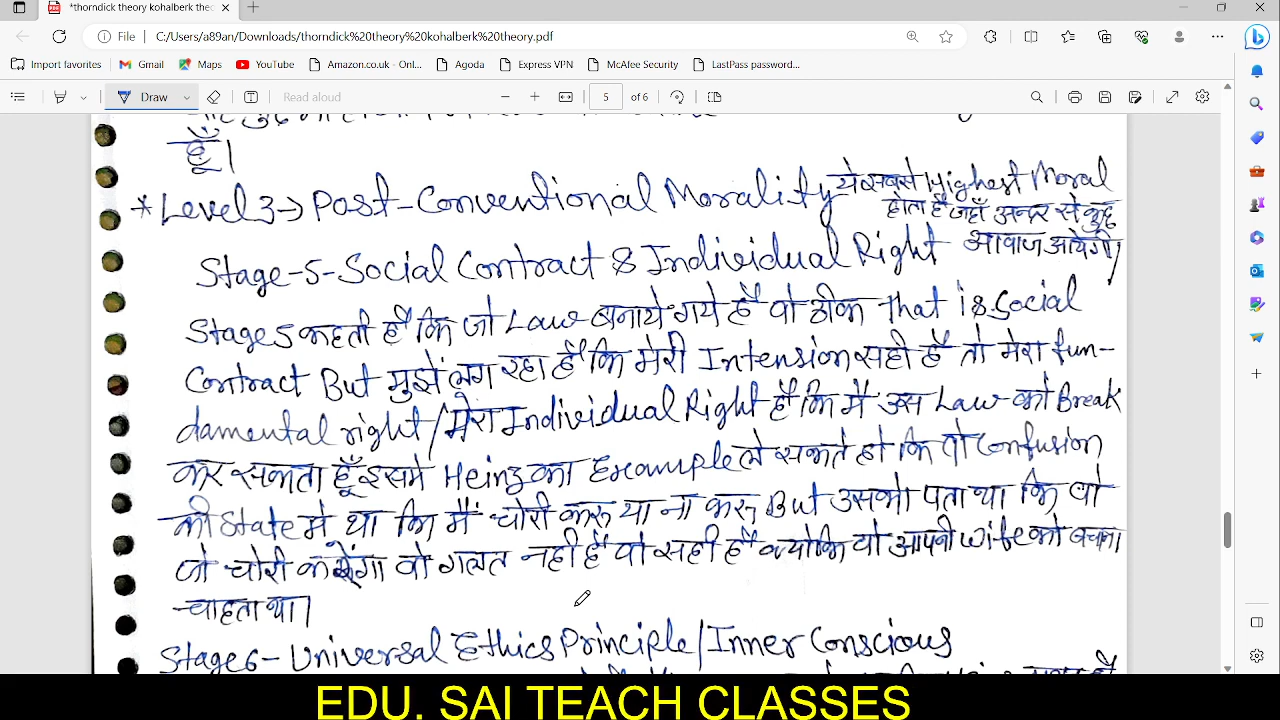 *thorndick theory kohalberk the
File
C:/Users/a89an/Downloads/thorndick%20theory%20kohalberk%20theory.pdf
Import favorites Gmail Maps YouTube Amazon.co.uk - Onl... Agoda Express VPN McAfee Security LastPass password...
Draw Read aloud 5 of 6
हूँ।
*Level 3→ Post-Conventional Morality ये सबसे Highest Moral
होता है जहाँ अन्दर से कुछ
आवाज आयेगी।
Stage-5-Social Contract & Individual Right
Stage 5 कहती है कि जो Law बनाये गये है वो ठीक That is Social
Contract But मुझे लग रहा है कि मेरी Intension सही है तो मेरा fun-
damental right/मेरा Individual Right है कि मैं उस Law को Break
कर सकता हूँ इसमे Heinz का Example ले सकते हो कि वो Confusion
की State मे था कि मैं चोरी करू या ना करू But उसको पता था कि वो
जो चोरी करेंगा वो गलत नही है वो सही है क्योकि वो आपनी wife को बचाना
चाहता था।
Stage 6- Universal Ethics Principle/Inner Conscious
EDU. SAI TEACH CLASSES